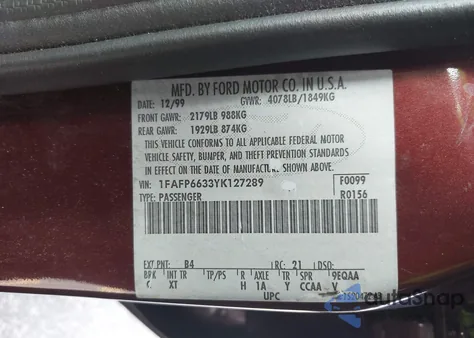 MFD. BY FORD MOTOR CO. IN U.S.A.
DATE: 12/99 GVWR: 4078LB/1849KG
FRONT GAWR: 2179LB 988KG
REAR GAWR: 1929LB 874KG
THIS VEHICLE CONFORMS TO ALL APPLICABLE FEDERAL MOTOR
VEHICLE SAFETY, BUMPER, AND THEFT PREVENTION STANDARDS
IN EFFECT ON THE DATE OF MANUFACTURE SHOWN ABOVE.
VIN: 1FAFP6633YK127289 F0099
TYPE: PASSENGER R0156
EXT PNT: B4 RC: 21 DSO:
BRK INT TR TP/PS R AXLE TR SPR 9EQAA
XT H 1A Y CCAA V
UPC
autoSnap